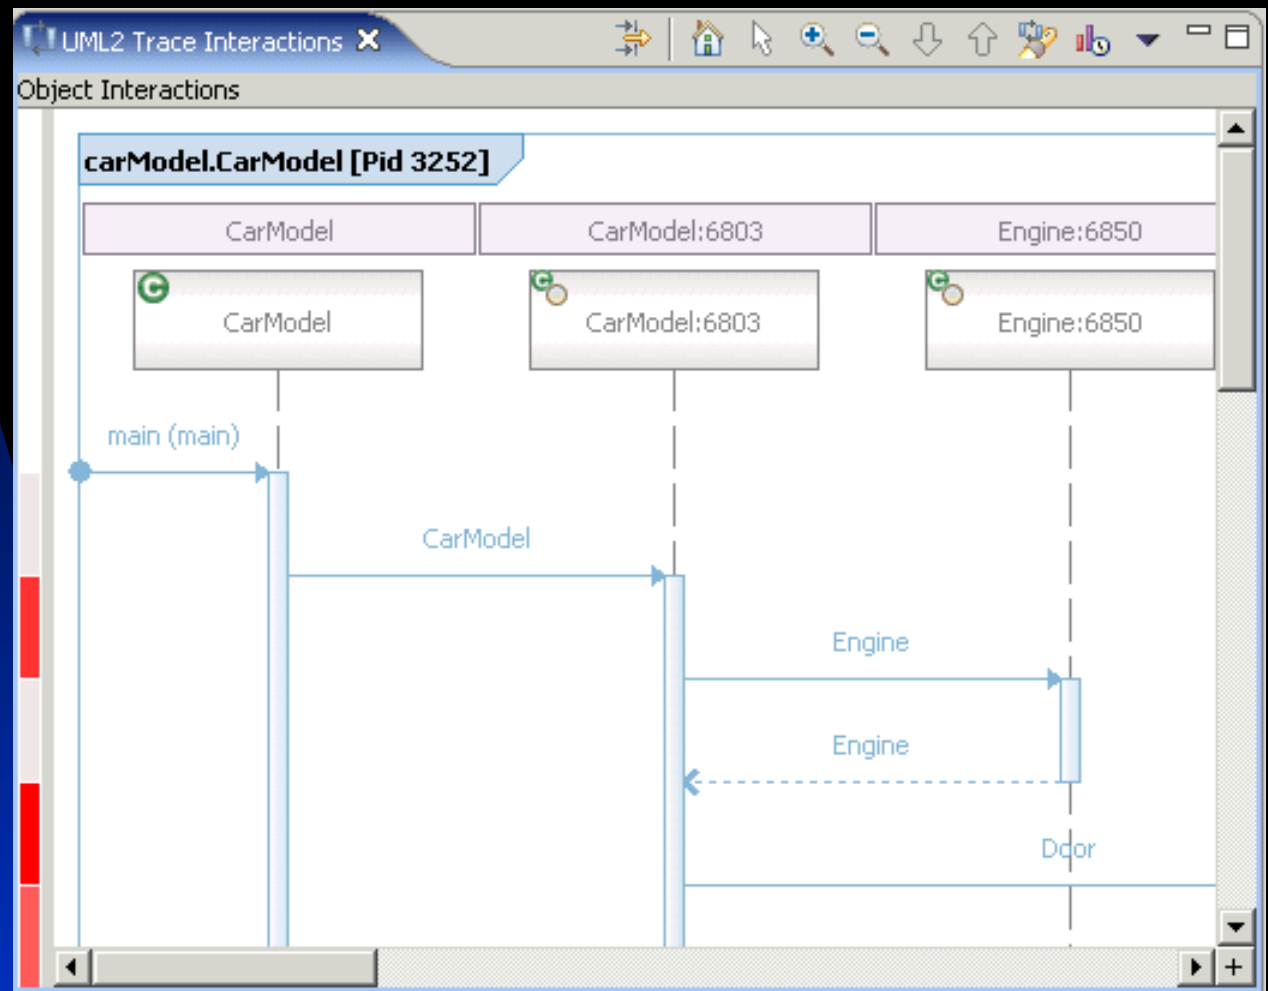 UML2 Trace Interactions
Object Interactions
carModel.CarModel [Pid 3252]
CarModel
CarModel:6803
Engine:6850
CarModel
CarModel:6803
Engine:6850
main (main)
CarModel
Engine
Engine
Door